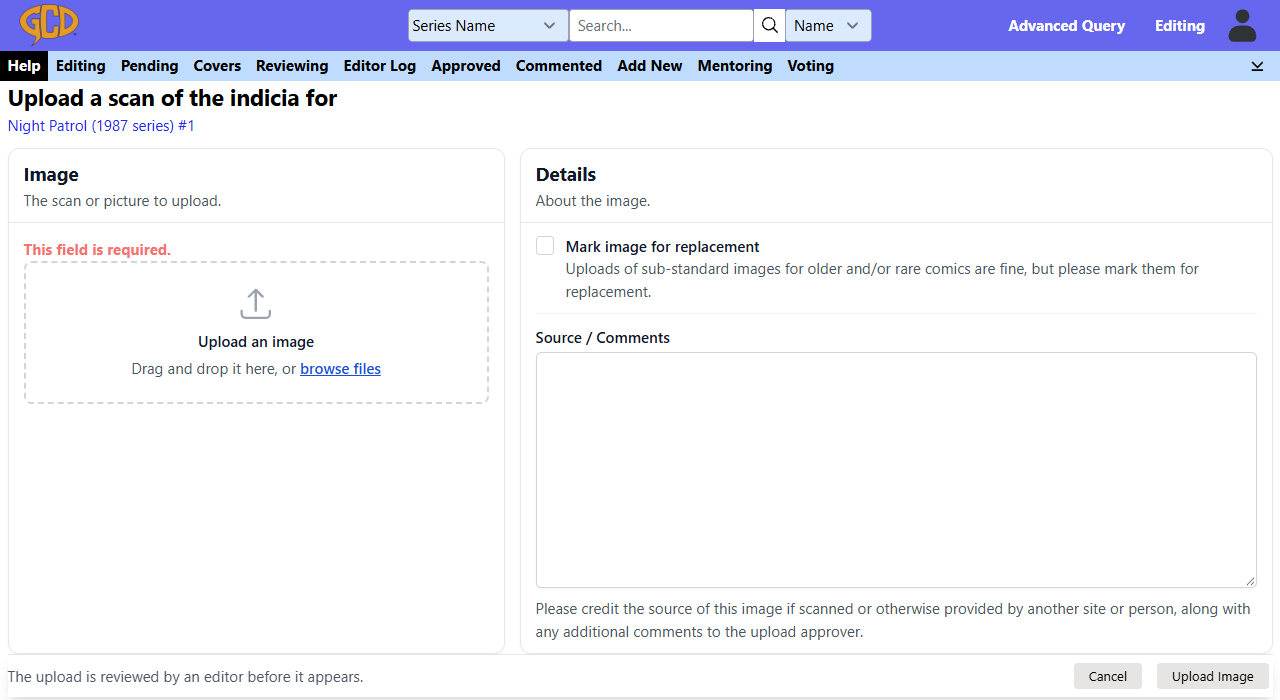 GCD
Series Name
Search...
Name
Advanced Query
Editing
Help
Editing
Pending
Covers
Reviewing
Editor Log
Approved
Commented
Add New
Mentoring
Voting
Upload a scan of the indicia for
Night Patrol (1987 series) #1
Image
The scan or picture to upload.
This field is required.
Upload an image
Drag and drop it here, or browse files
Details
About the image.
Mark image for replacement
Uploads of sub-standard images for older and/or rare comics are fine, but please mark them for
replacement.
Source / Comments
Please credit the source of this image if scanned or otherwise provided by another site or person, along with
any additional comments to the upload approver.
The upload is reviewed by an editor before it appears.
Cancel
Upload Image